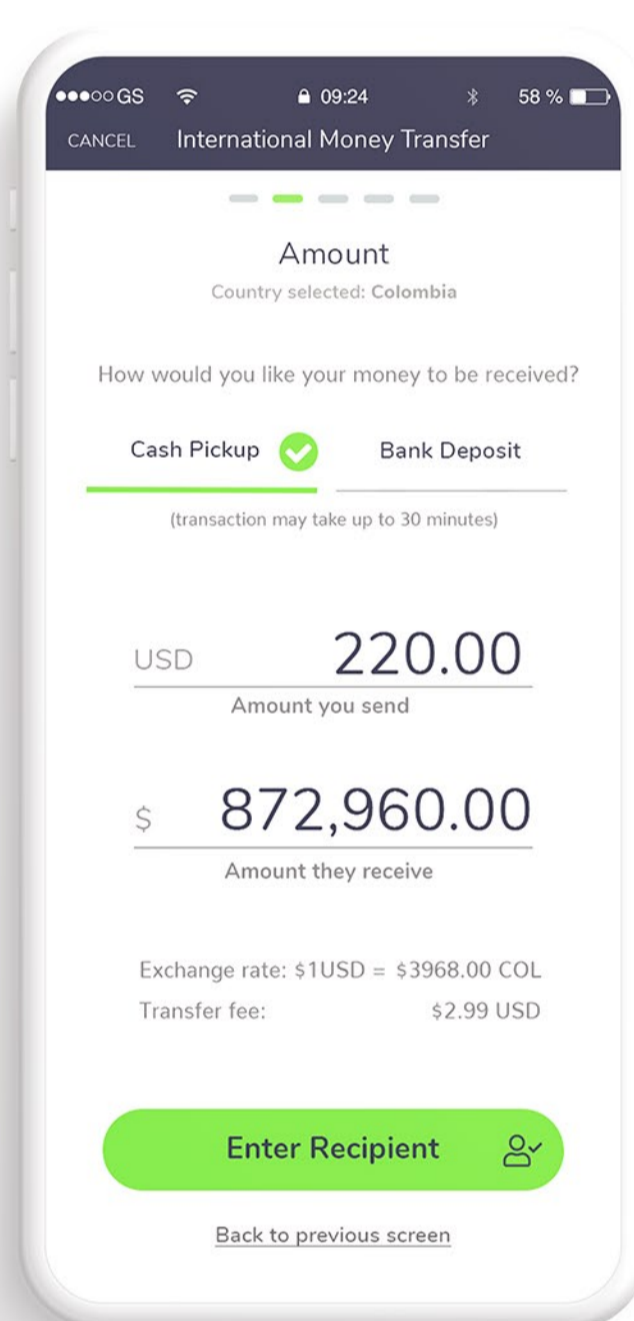 GS 09:24 58 %
CANCEL International Money Transfer
Amount
Country selected: Colombia
How would you like your money to be received?
Cash Pickup Bank Deposit
(transaction may take up to 30 minutes)
USD 220.00
Amount you send
$ 872,960.00
Amount they receive
Exchange rate: $1USD = $3968.00 COL
Transfer fee: $2.99 USD
Enter Recipient
Back to previous screen